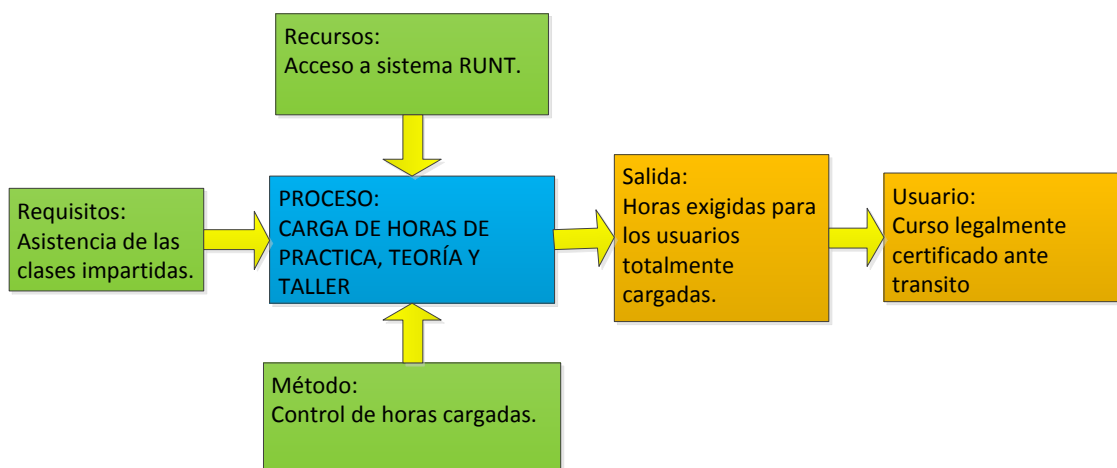 Recursos:
Acceso a sistema RUNT.
Requisitos:
Asistencia de las
clases impartidas.
PROCESO:
CARGA DE HORAS DE
PRACTICA, TEORÍA Y
TALLER
Salida:
Horas exigidas para
los usuarios
totalmente
cargadas.
Usuario:
Curso legalmente
certificado ante
transito
Método:
Control de horas cargadas.